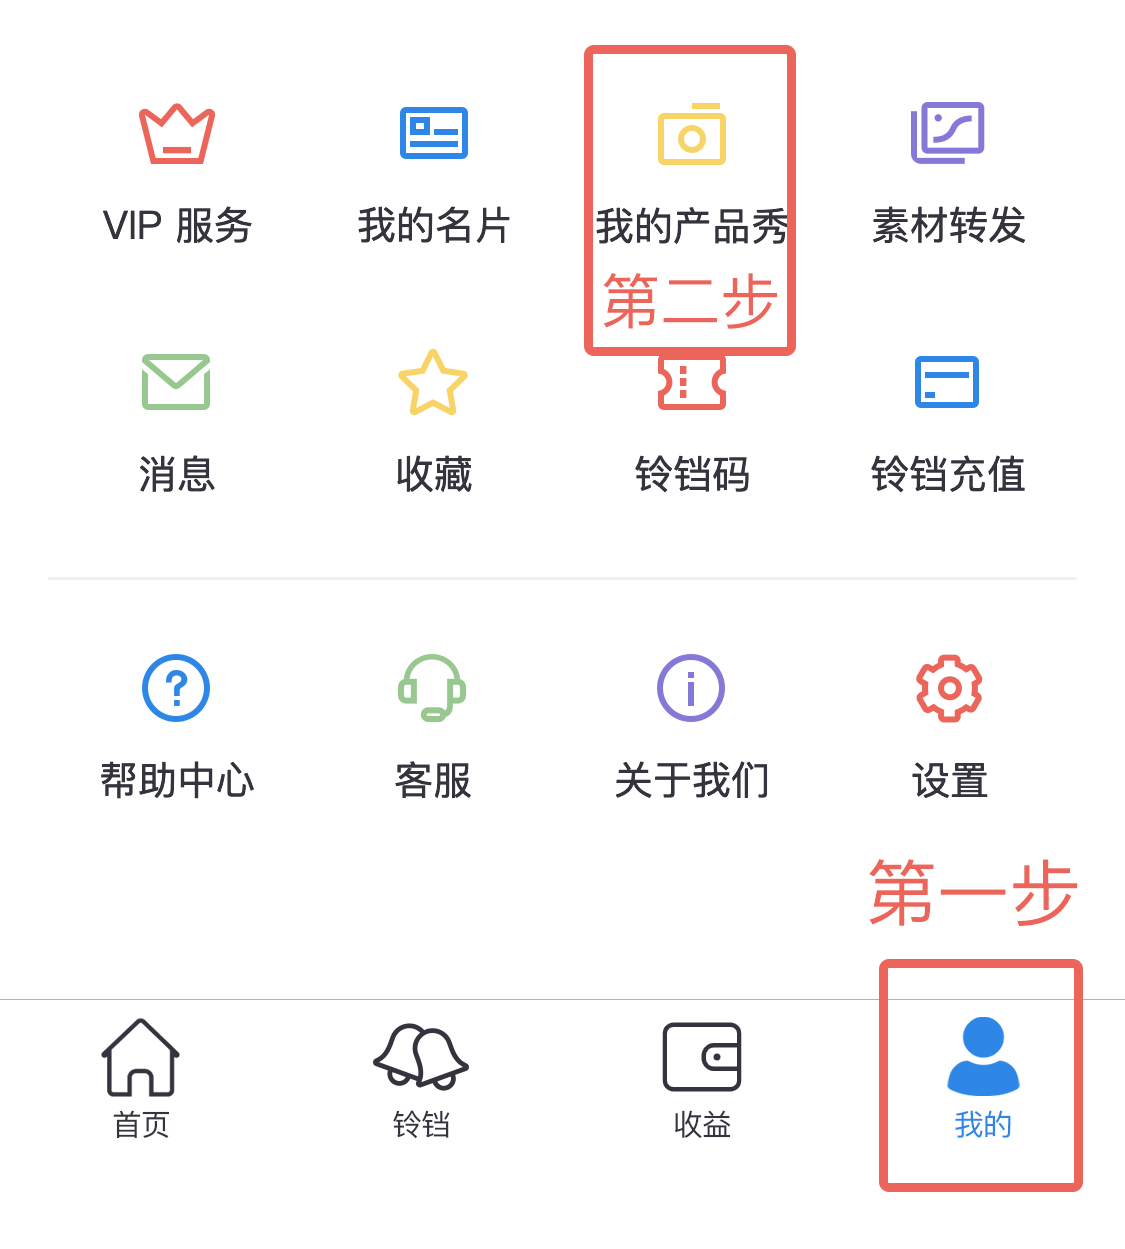 VIP 服务
我的名片
我的产品秀
素材转发
第二步
消息
收藏
铃铛码
铃铛充值
帮助中心
客服
关于我们
设置
第一步
首页
铃铛
收益
我的